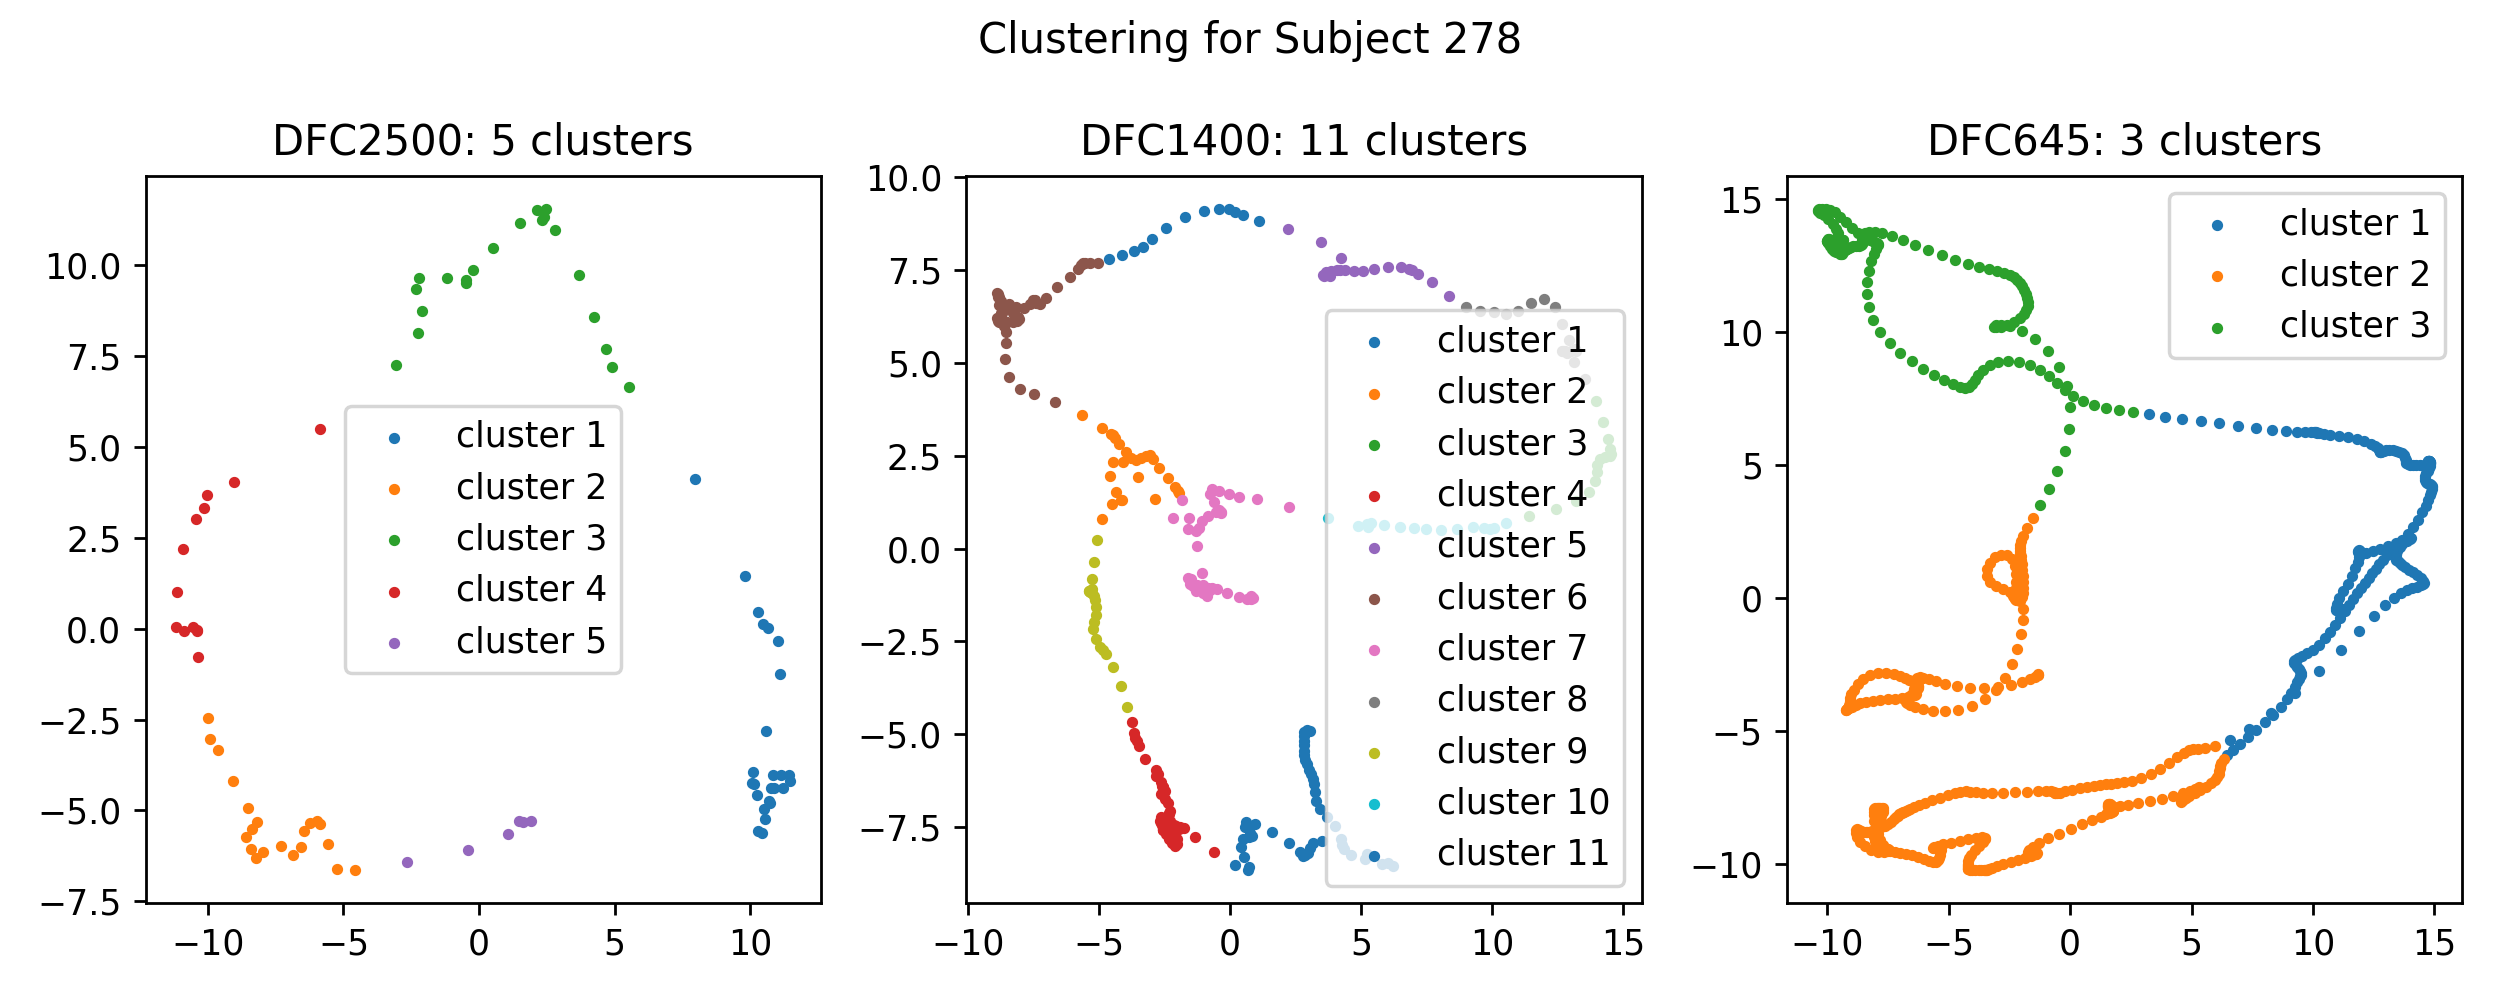 Clustering for Subject 278
DFC2500: 5 clusters
10.0
7.5
5.0
2.5
0.0
−2.5
−5.0
−7.5
−10
−5
0
5
10
cluster 1
cluster 2
cluster 3
cluster 4
cluster 5
DFC1400: 11 clusters
10.0
7.5
5.0
2.5
0.0
−2.5
−5.0
−7.5
−10
−5
0
5
10
15
cluster 1
cluster 2
cluster 3
cluster 4
cluster 5
cluster 6
cluster 7
cluster 8
cluster 9
cluster 10
cluster 11
DFC645: 3 clusters
15
10
5
0
−5
−10
−10
−5
0
5
10
15
cluster 1
cluster 2
cluster 3